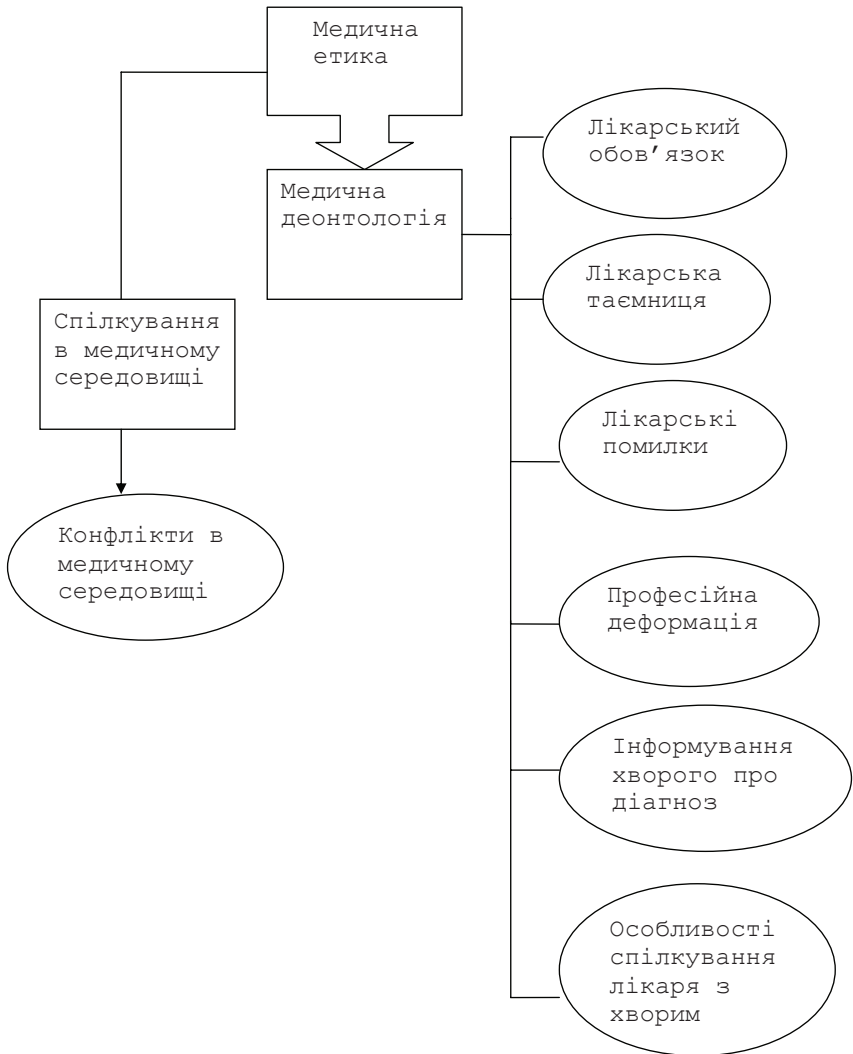 Медична
етика
Медична
деонтологія
Спілкування
в медичному
середовищі
Конфлікти в
медичному
середовищі
Лікарський
обов’язок
Лікарська
таємниця
Лікарські
помилки
Професійна
деформація
Інформування
хворого про
діагноз
Особливості
спілкування
лікаря з
хворим